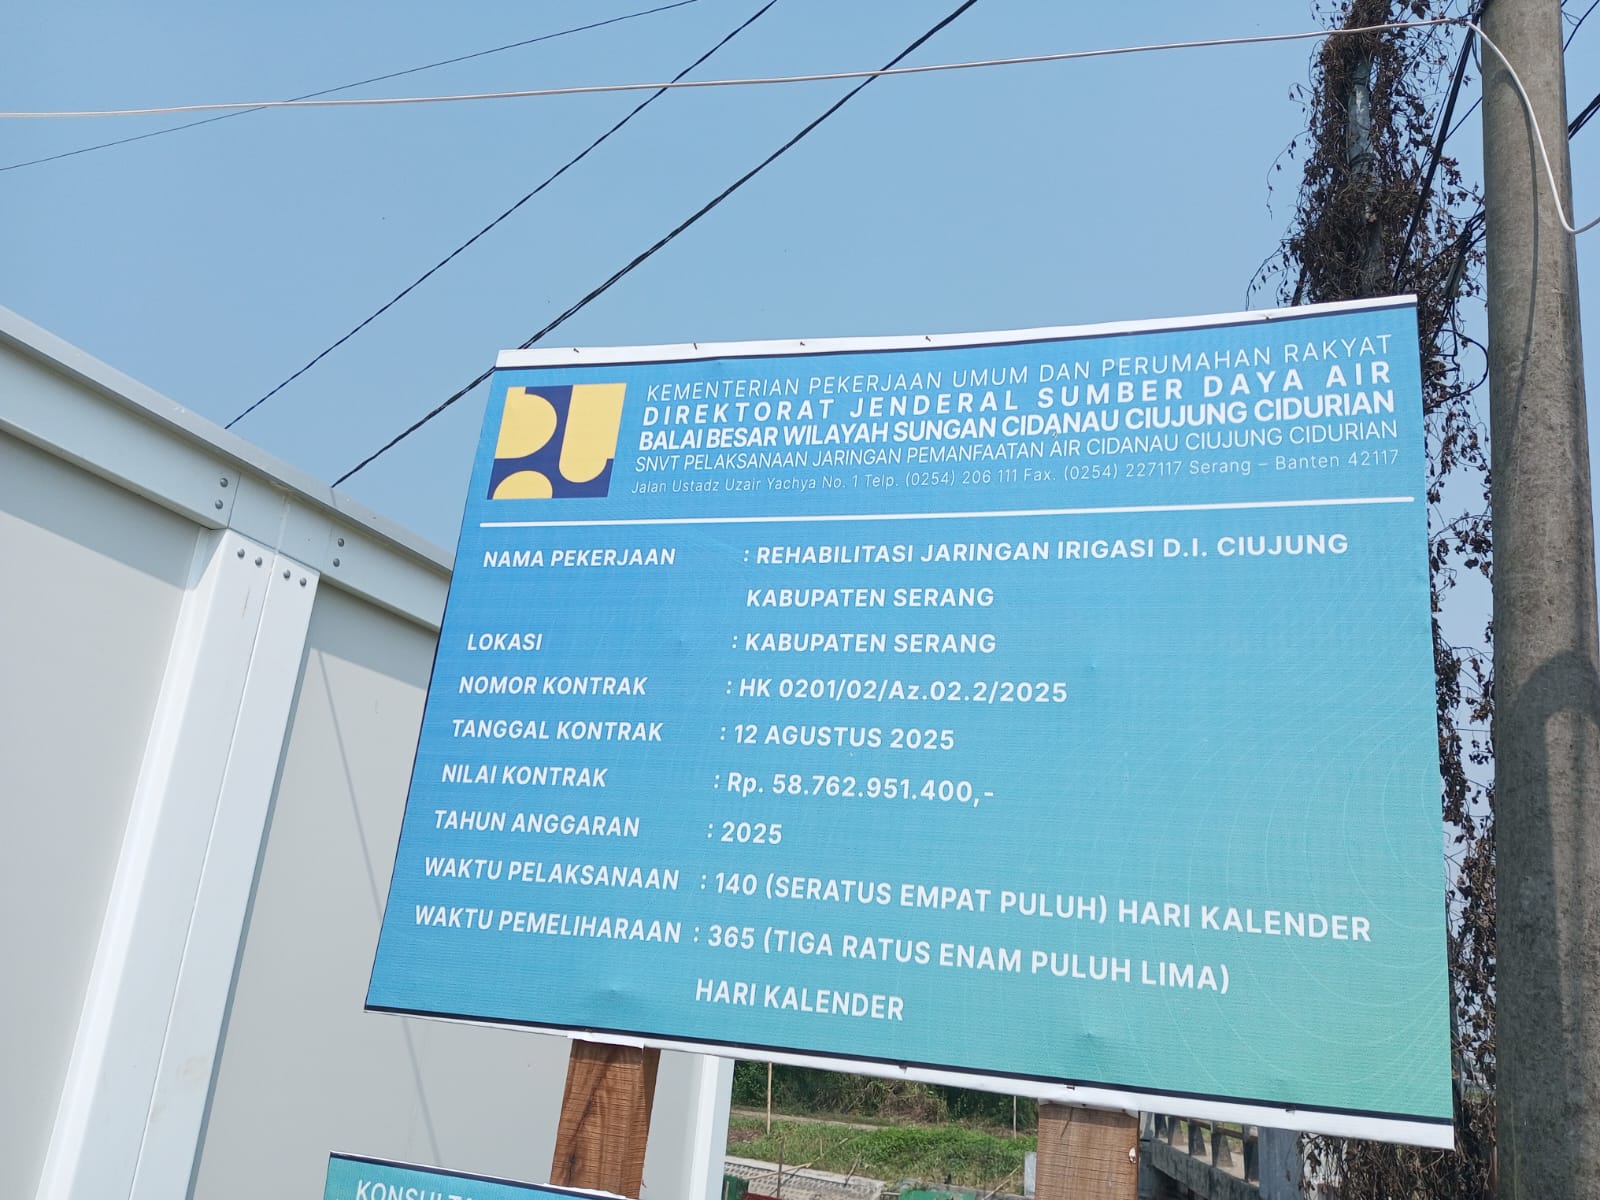 KEMENTERIAN PEKERJAAN UMUM DAN PERUMAHAN RAKYAT
DIREKTORAT JENDERAL SUMBER DAYA AIR
BALAI BESAR WILAYAH SUNGAN CIDANAU CIUJUNG CIDURIAN
SNVT PELAKSANAAN JARINGAN PEMANFAATAN AIR CIDANAU CIUJUNG CIDURIAN
Jalan Ustadz Uzair Yachya No. 1 Telp. (0254) 206 111 Fax. (0254) 227117 Serang – Banten 42117
NAMA PEKERJAAN : REHABILITASI JARINGAN IRIGASI D.I. CIUJUNG
KABUPATEN SERANG
LOKASI : KABUPATEN SERANG
NOMOR KONTRAK : HK 0201/02/Az.02.2/2025
TANGGAL KONTRAK : 12 AGUSTUS 2025
NILAI KONTRAK : Rp. 58.762.951.400,-
TAHUN ANGGARAN : 2025
WAKTU PELAKSANAAN : 140 (SERATUS EMPAT PULUH) HARI KALENDER
WAKTU PEMELIHARAAN : 365 (TIGA RATUS ENAM PULUH LIMA)
HARI KALENDER